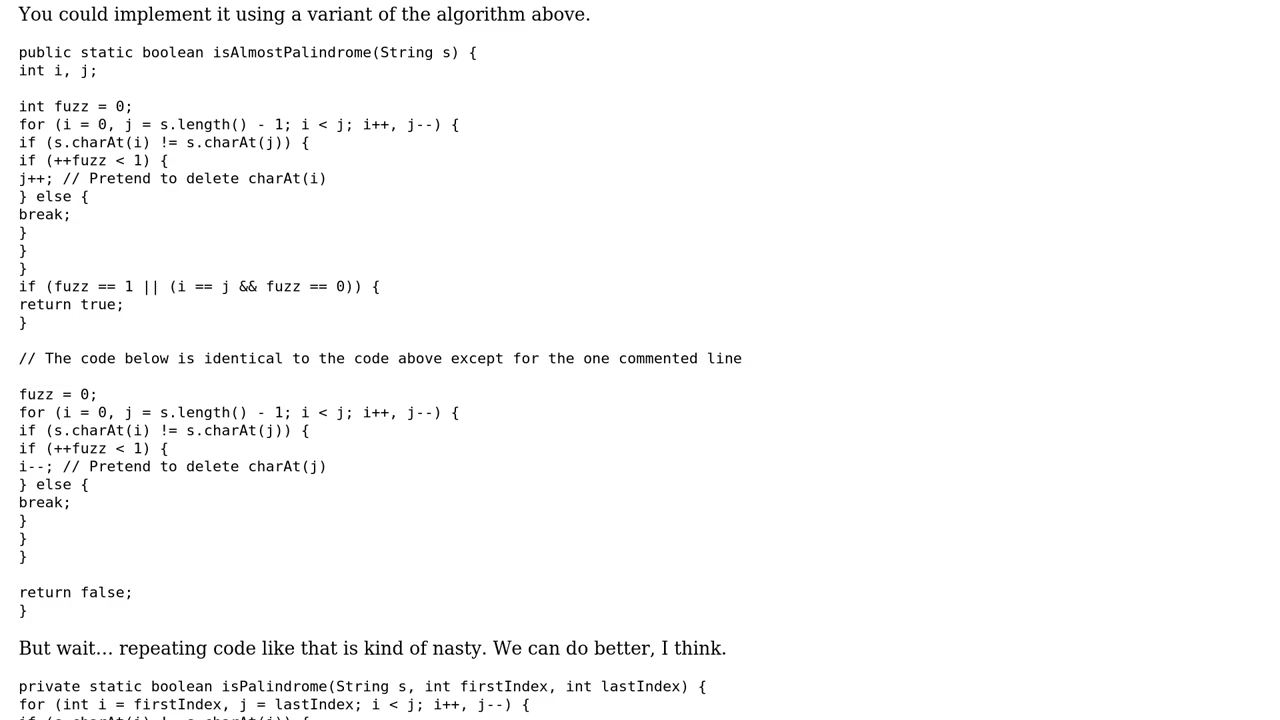 You could implement it using a variant of the algorithm above.
public static boolean isAlmostPalindrome(String s) {
int i, j;
int fuzz = 0;
for (i = 0, j = s.length() - 1; i < j; i++, j--) {
if (s.charAt(i) != s.charAt(j)) {
if (++fuzz < 1) {
j++; // Pretend to delete charAt(i)
} else {
break;
}
}
}
if (fuzz == 1 || (i == j && fuzz == 0)) {
return true;
}
// The code below is identical to the code above except for the one commented line
fuzz = 0;
for (i = 0, j = s.length() - 1; i < j; i++, j--) {
if (s.charAt(i) != s.charAt(j)) {
if (++fuzz < 1) {
i--; // Pretend to delete charAt(j)
} else {
break;
}
}
}
return false;
}
But wait… repeating code like that is kind of nasty. We can do better, I think.
private static boolean isPalindrome(String s, int firstIndex, int lastIndex) {
for (int i = firstIndex, j = lastIndex; i < j; i++, j--) {
if (s.charAt(i) != s.charAt(j)) {